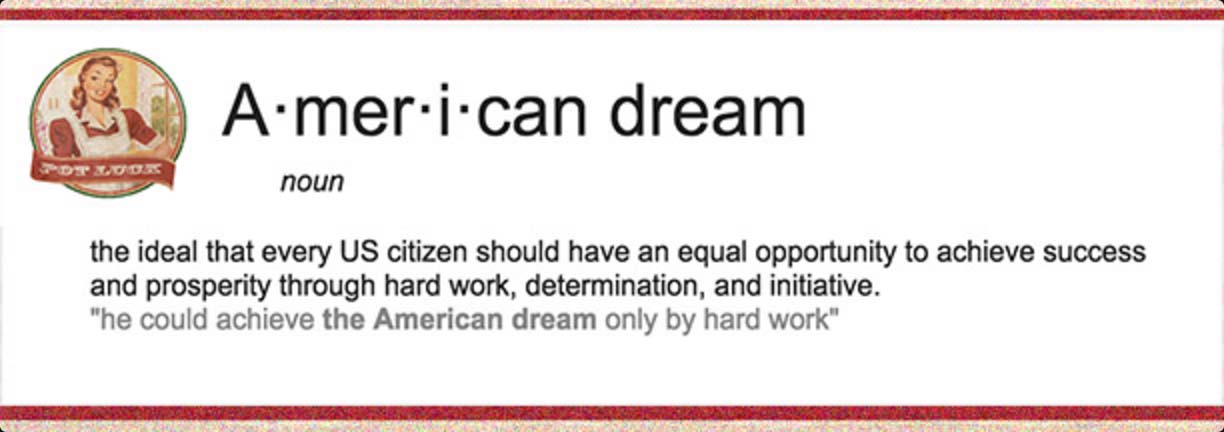 POT LUCK
A·mer·i·can dream
noun
the ideal that every US citizen should have an equal opportunity to achieve success
and prosperity through hard work, determination, and initiative.
"he could achieve the American dream only by hard work"